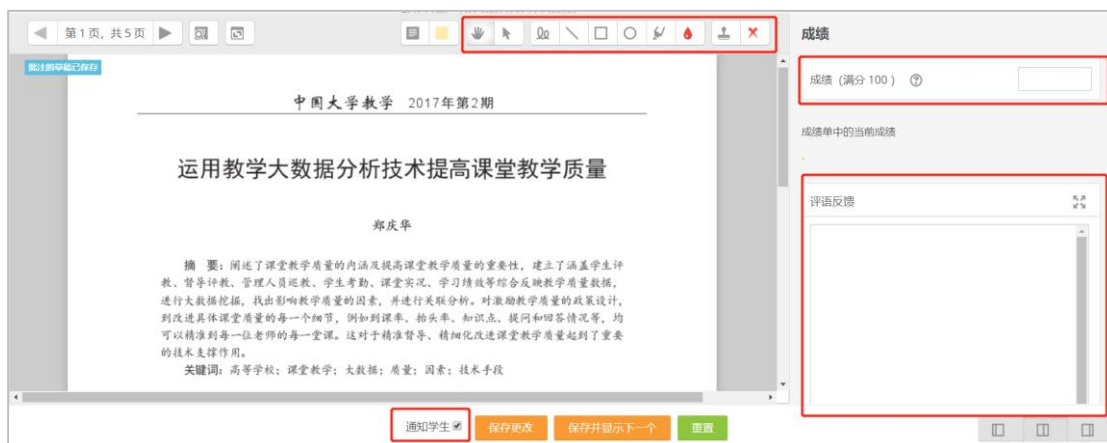 第1页, 共5页
成绩
批注的草稿已保存
成绩 (满分 100 )
中国大学教学 2017年第2期
成绩单中的当前成绩
-
运用教学大数据分析技术提高课堂教学质量
评语反馈
郑庆华
摘 要：阐述了课堂教学质量的内涵及提高课堂教学质量的重要性，建立了涵盖学生评
教、督导评教、管理人员巡教、学生考勤、课堂实况、学习绩效等综合反映教学质量数据，
进行大数据挖掘，找出影响教学质量的因素，并进行关联分析。对激励教学质量的政策设计，
到改进具体课堂质量的每一个细节，例如到课率、抬头率、知识点、提问和回答情况等，均
可以精准到每一位老师的每一堂课。这对于精准督导、精细化改进课堂教学质量起到了重要
的技术支撑作用。
关键词：高等学校；课堂教学；大数据；质量；因素；技术手段
通知学生
保存更改
保存并显示下一个
重置